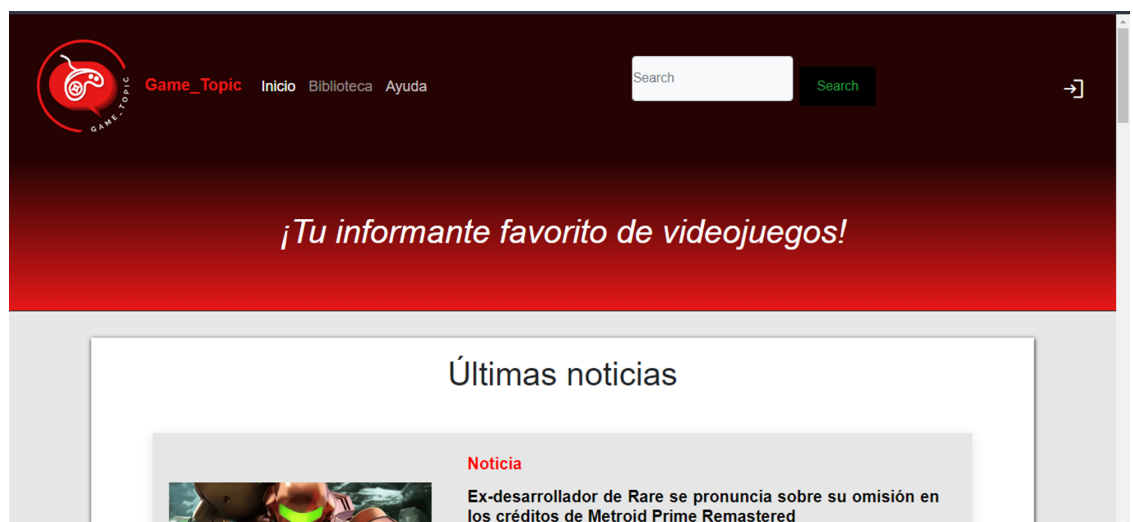 GAME_TOPIC
Game_Topic Inicio Biblioteca Ayuda
Search
Search
¡Tu informante favorito de videojuegos!
Últimas noticias
Noticia
Ex-desarrollador de Rare se pronuncia sobre su omisión en
los créditos de Metroid Prime Remastered